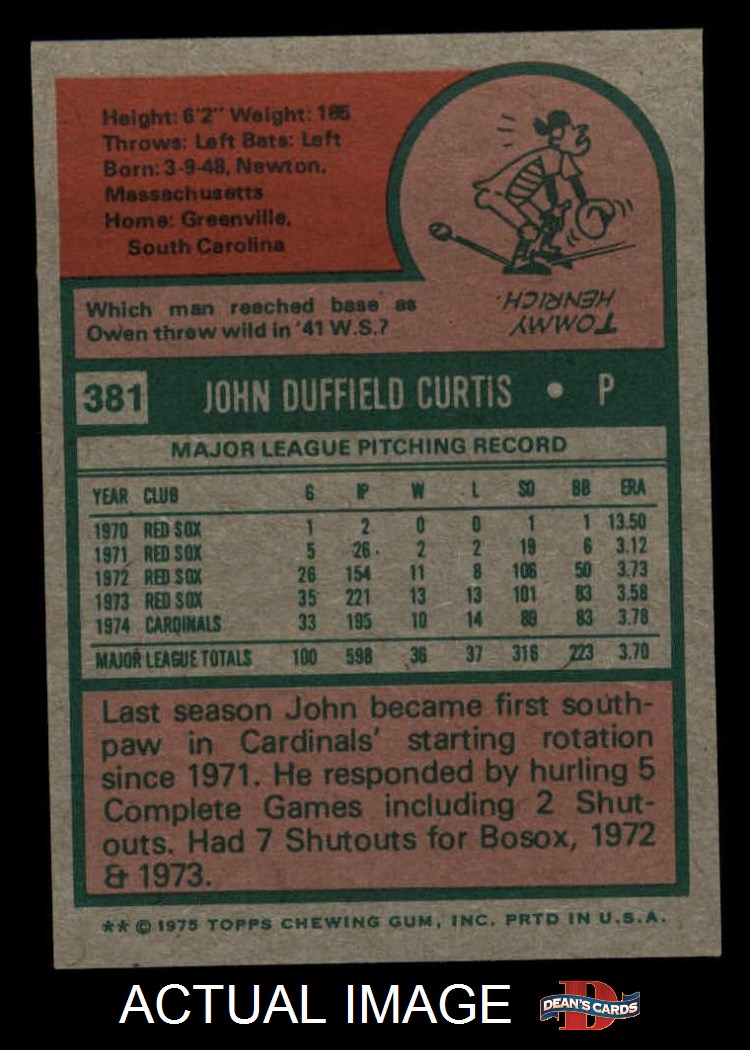 Height: 6'2" Weight: 185
Throws: Left Bats: Left
Born: 3-9-48, Newton,
Massachusetts
Home: Greenville,
South Carolina
Which man reached base as
Owen threw wild in '41 W.S.?
TOMMY
HENRICH.
381 JOHN DUFFIELD CURTIS • P
MAJOR LEAGUE PITCHING RECORD
YEAR CLUB G IP W L SO BB ERA
1970 RED SOX 1 2 0 0 1 1 13.50
1971 RED SOX 5 26 2 2 19 6 3.12
1972 RED SOX 26 154 11 8 106 50 3.73
1973 RED SOX 35 221 13 13 101 83 3.58
1974 CARDINALS 33 195 10 14 89 83 3.78
MAJOR LEAGUE TOTALS 100 598 36 37 316 223 3.70
Last season John became first south-
paw in Cardinals' starting rotation
since 1971. He responded by hurling 5
Complete Games including 2 Shut-
outs. Had 7 Shutouts for Bosox, 1972
& 1973.
** © 1975 TOPPS CHEWING GUM, INC. PRTD IN U.S.A.
ACTUAL IMAGE
D
DEAN'S CARDS